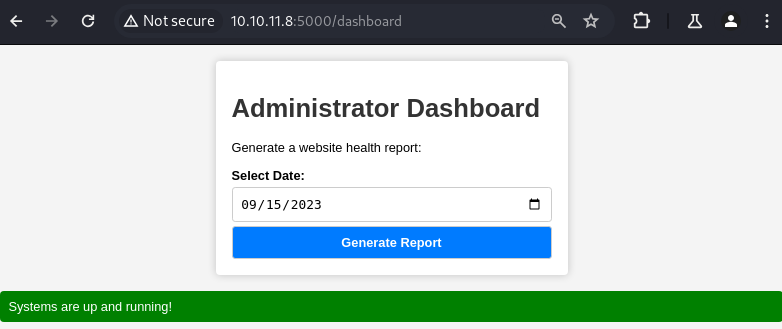 Not secure 10.10.11.8:5000/dashboard
Administrator Dashboard
Generate a website health report:
Select Date:
09/15/2023
Generate Report
Systems are up and running!